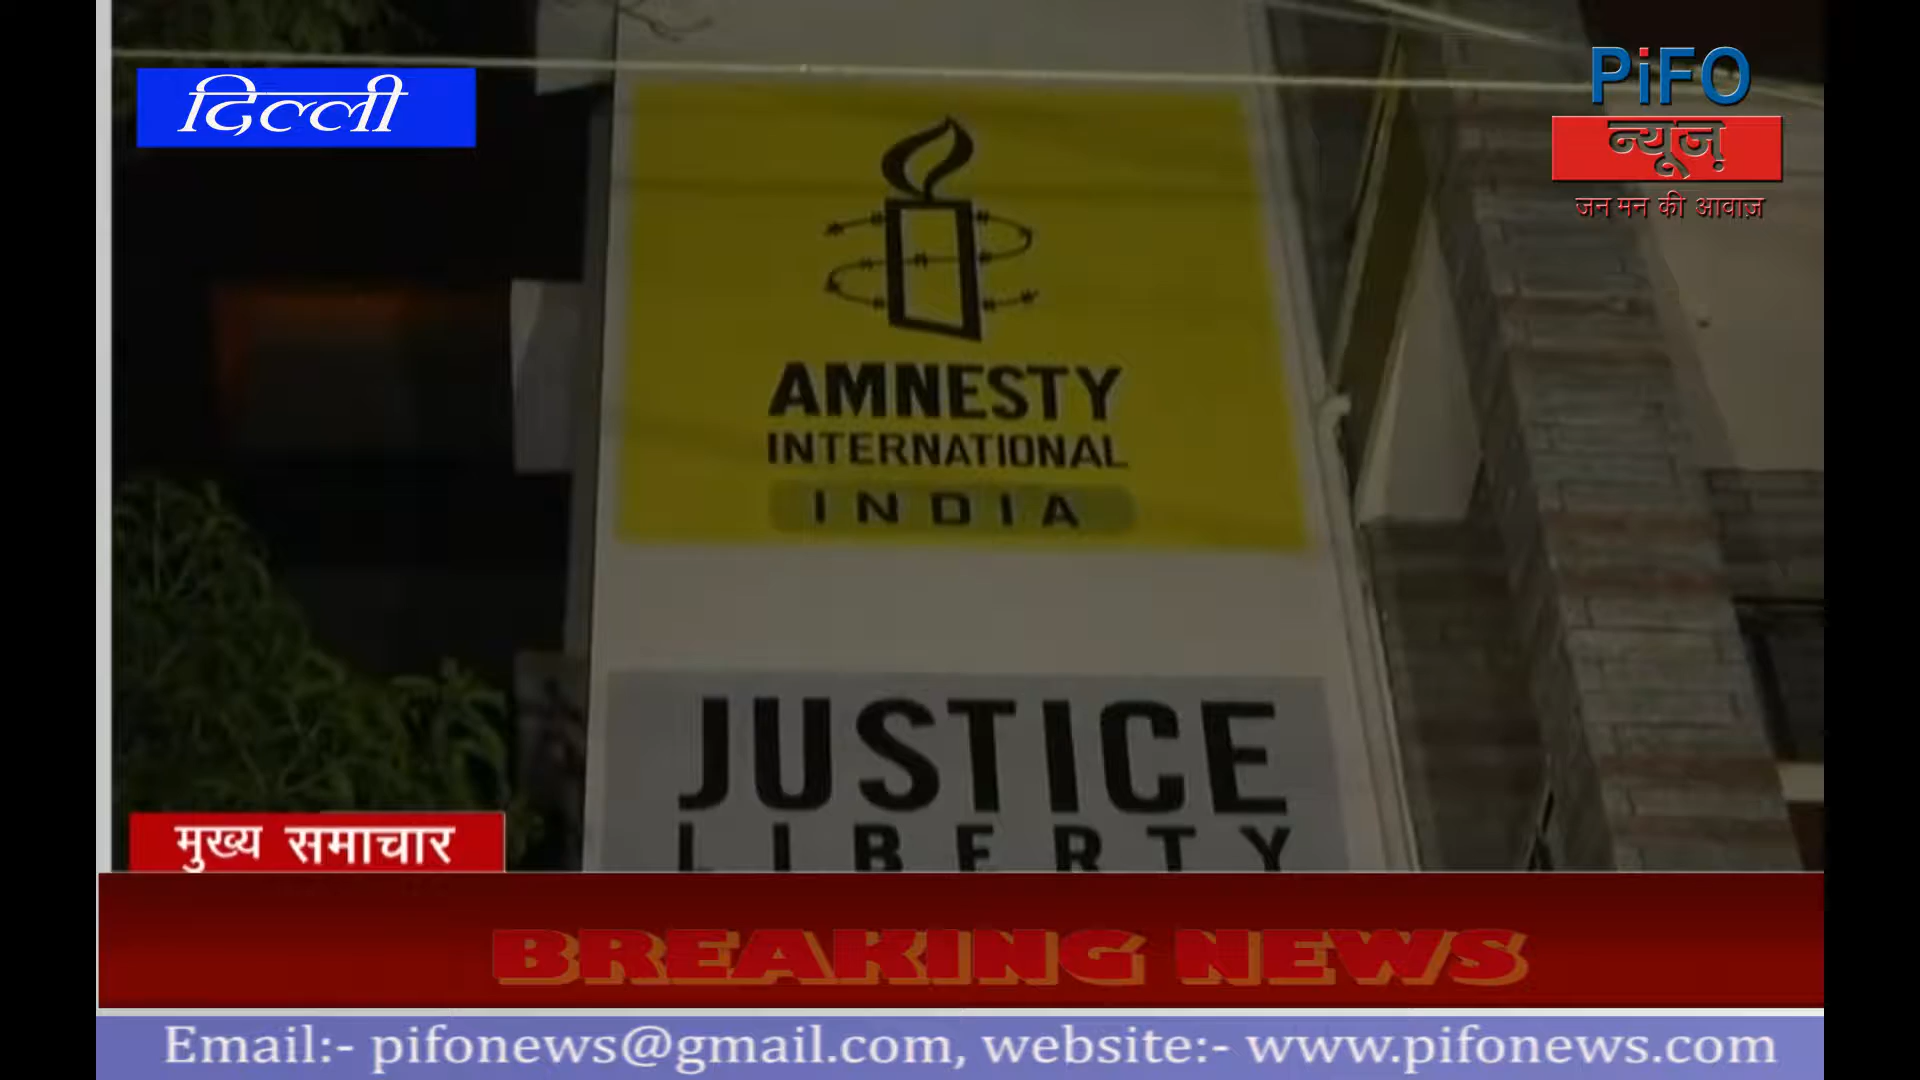 दिल्ली
PiFO
न्यूज़
जन मन की आवाज़
AMNESTY
INTERNATIONAL
INDIA
JUSTICE
LIBERTY
मुख्य समाचार
BREAKING NEWS
Email:- pifonews@gmail.com, website:- www.pifonews.com